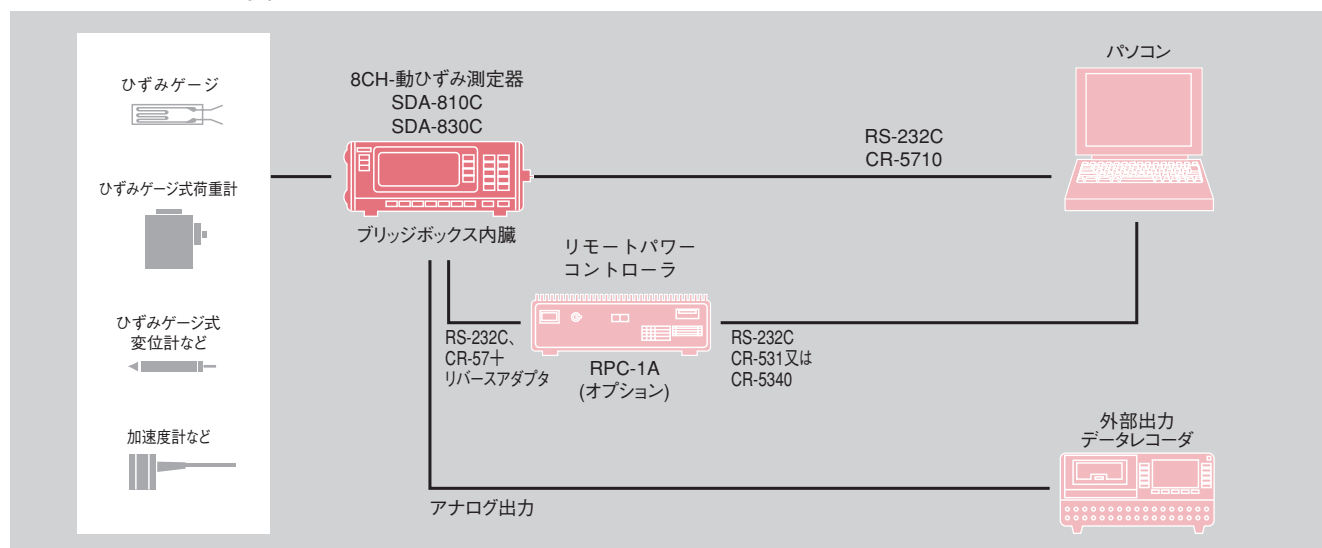 ひずみゲージ
ひずみゲージ式荷重計
ひずみゲージ式
変位計など
加速度計など
8CH-動ひずみ測定器
SDA-810C
SDA-830C
ブリッジボックス内臓
RS-232C
CR-5710
パソコン
リモートパワー
コントローラ
RS-232C、
CR-57＋
リバースアダプタ
RPC-1A
(オプション)
RS-232C
CR-531又は
CR-5340
外部出力
データレコーダ
アナログ出力